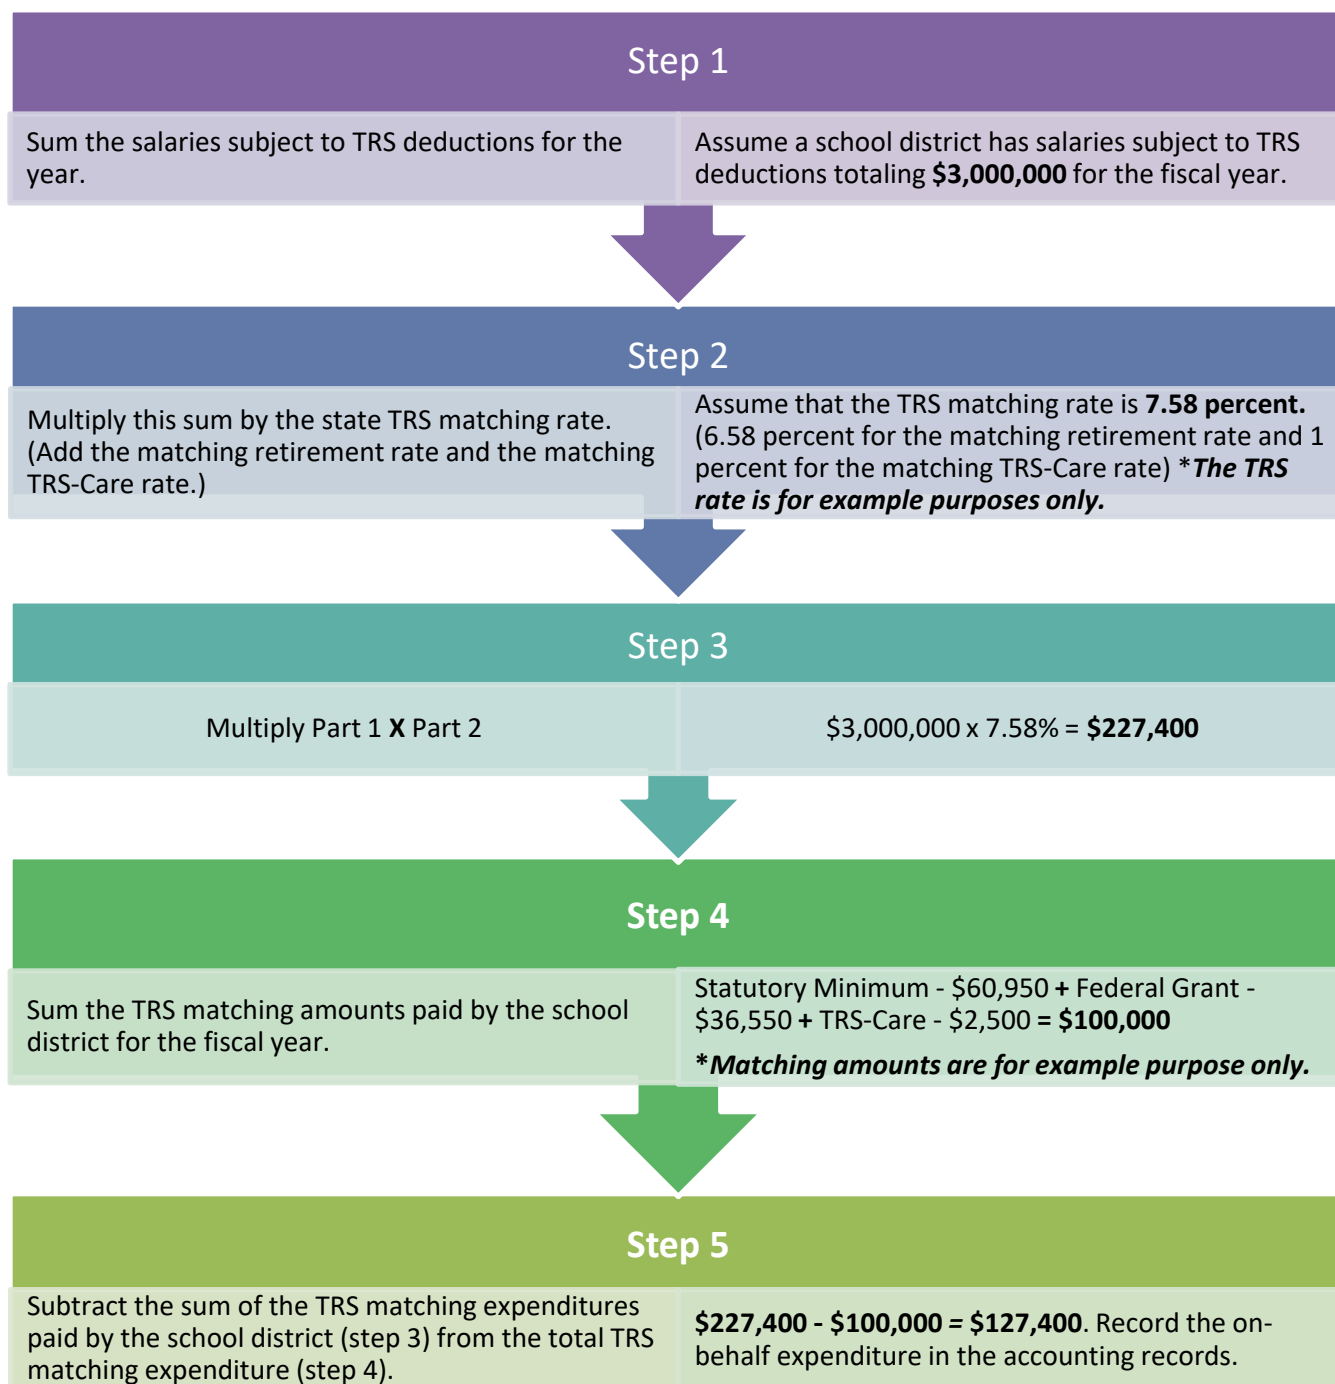 Step 1
Sum the salaries subject to TRS deductions for the
year.
Assume a school district has salaries subject to TRS
deductions totaling $3,000,000 for the fiscal year.
Step 2
Multiply this sum by the state TRS matching rate.
(Add the matching retirement rate and the matching
TRS-Care rate.)
Assume that the TRS matching rate is 7.58 percent.
(6.58 percent for the matching retirement rate and 1
percent for the matching TRS-Care rate) *The TRS
rate is for example purposes only.
Step 3
Multiply Part 1 X Part 2
$3,000,000 x 7.58% = $227,400
Step 4
Sum the TRS matching amounts paid by the school
district for the fiscal year.
Statutory Minimum - $60,950 + Federal Grant -
$36,550 + TRS-Care - $2,500 = $100,000
*Matching amounts are for example purpose only.
Step 5
Subtract the sum of the TRS matching expenditures
paid by the school district (step 3) from the total TRS
matching expenditure (step 4).
$227,400 - $100,000 = $127,400. Record the on-
behalf expenditure in the accounting records.